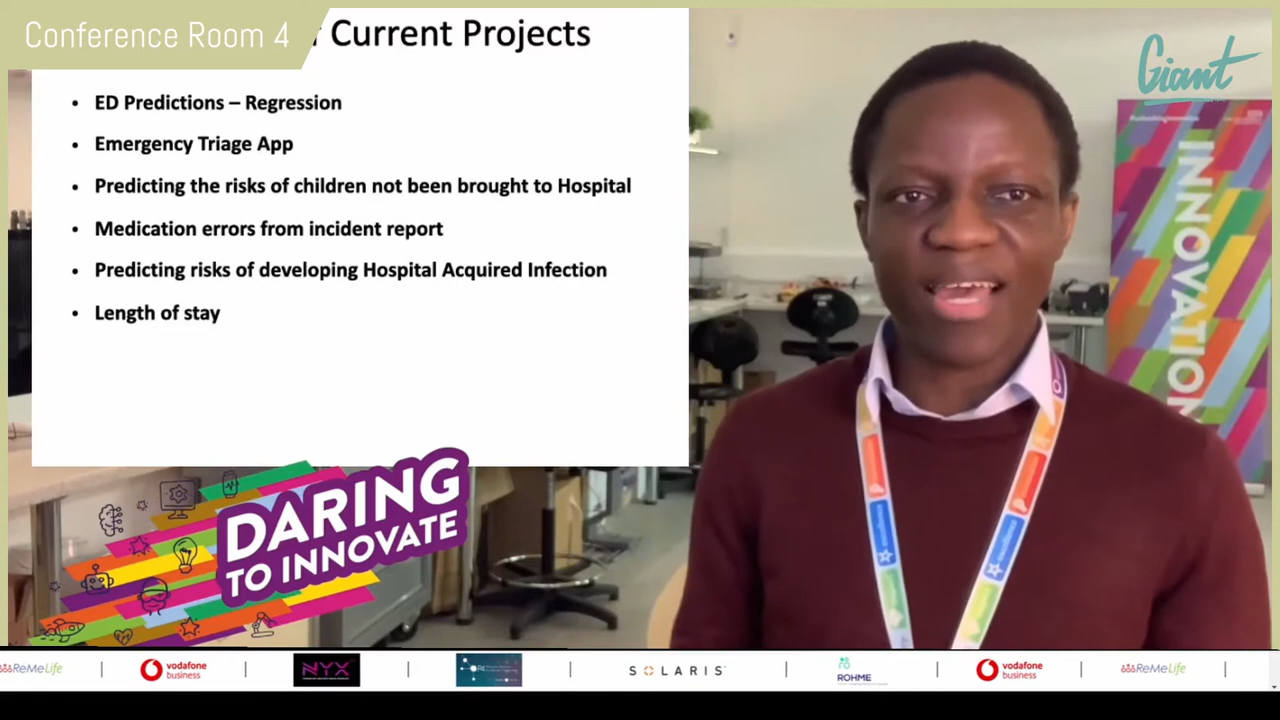 Conference Room 4
Current Projects
Giant
• ED Predictions – Regression
• Emergency Triage App
• Predicting the risks of children not been brought to Hospital
• Medication errors from incident report
• Predicting risks of developing Hospital Acquired Infection
• Length of stay
INNOVATION
DARING
TO INNOVATE
ReMeLife
vodafone
business
NYX
SOLARIS
ROHME
vodafone
business
ReMeLife